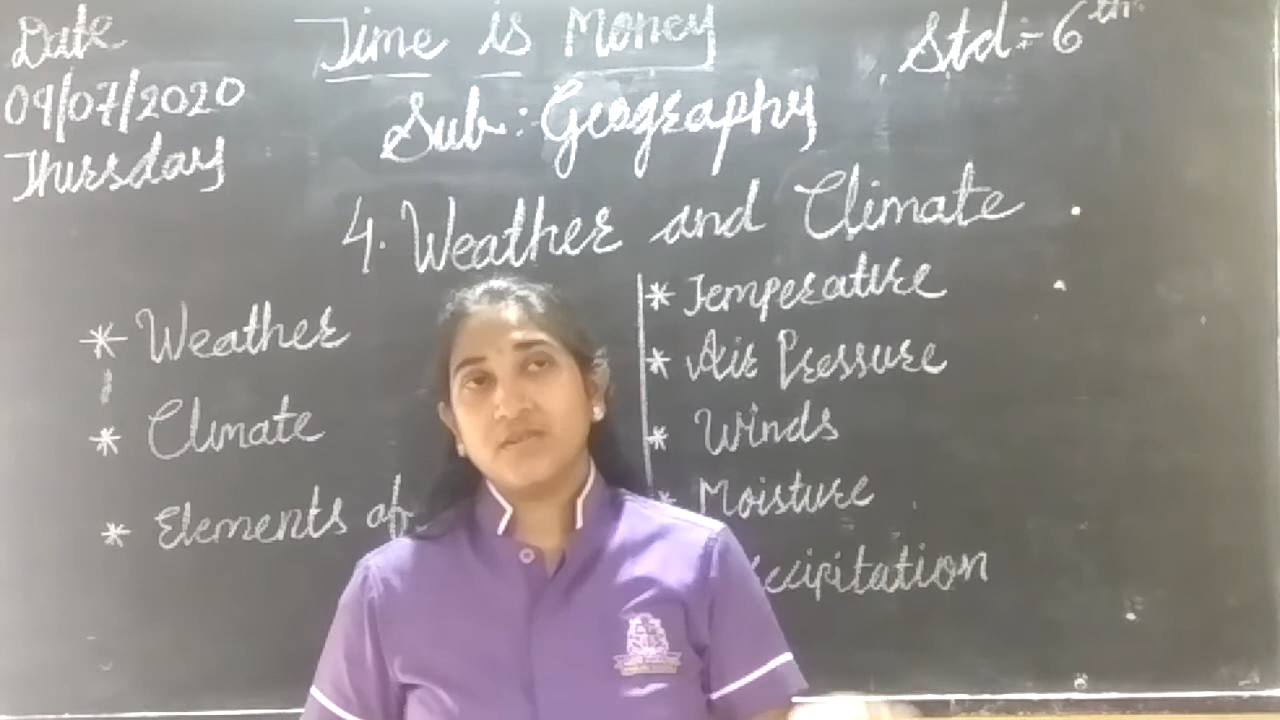 Date
09/07/2020
Thursday
Time is Money
Std:- 6th
Sub: Geography
4. Weather and Climate
* Weather
* Climate
* Elements of
* Temperature
* Air Pressure
* Winds
* Moisture
ecipitation